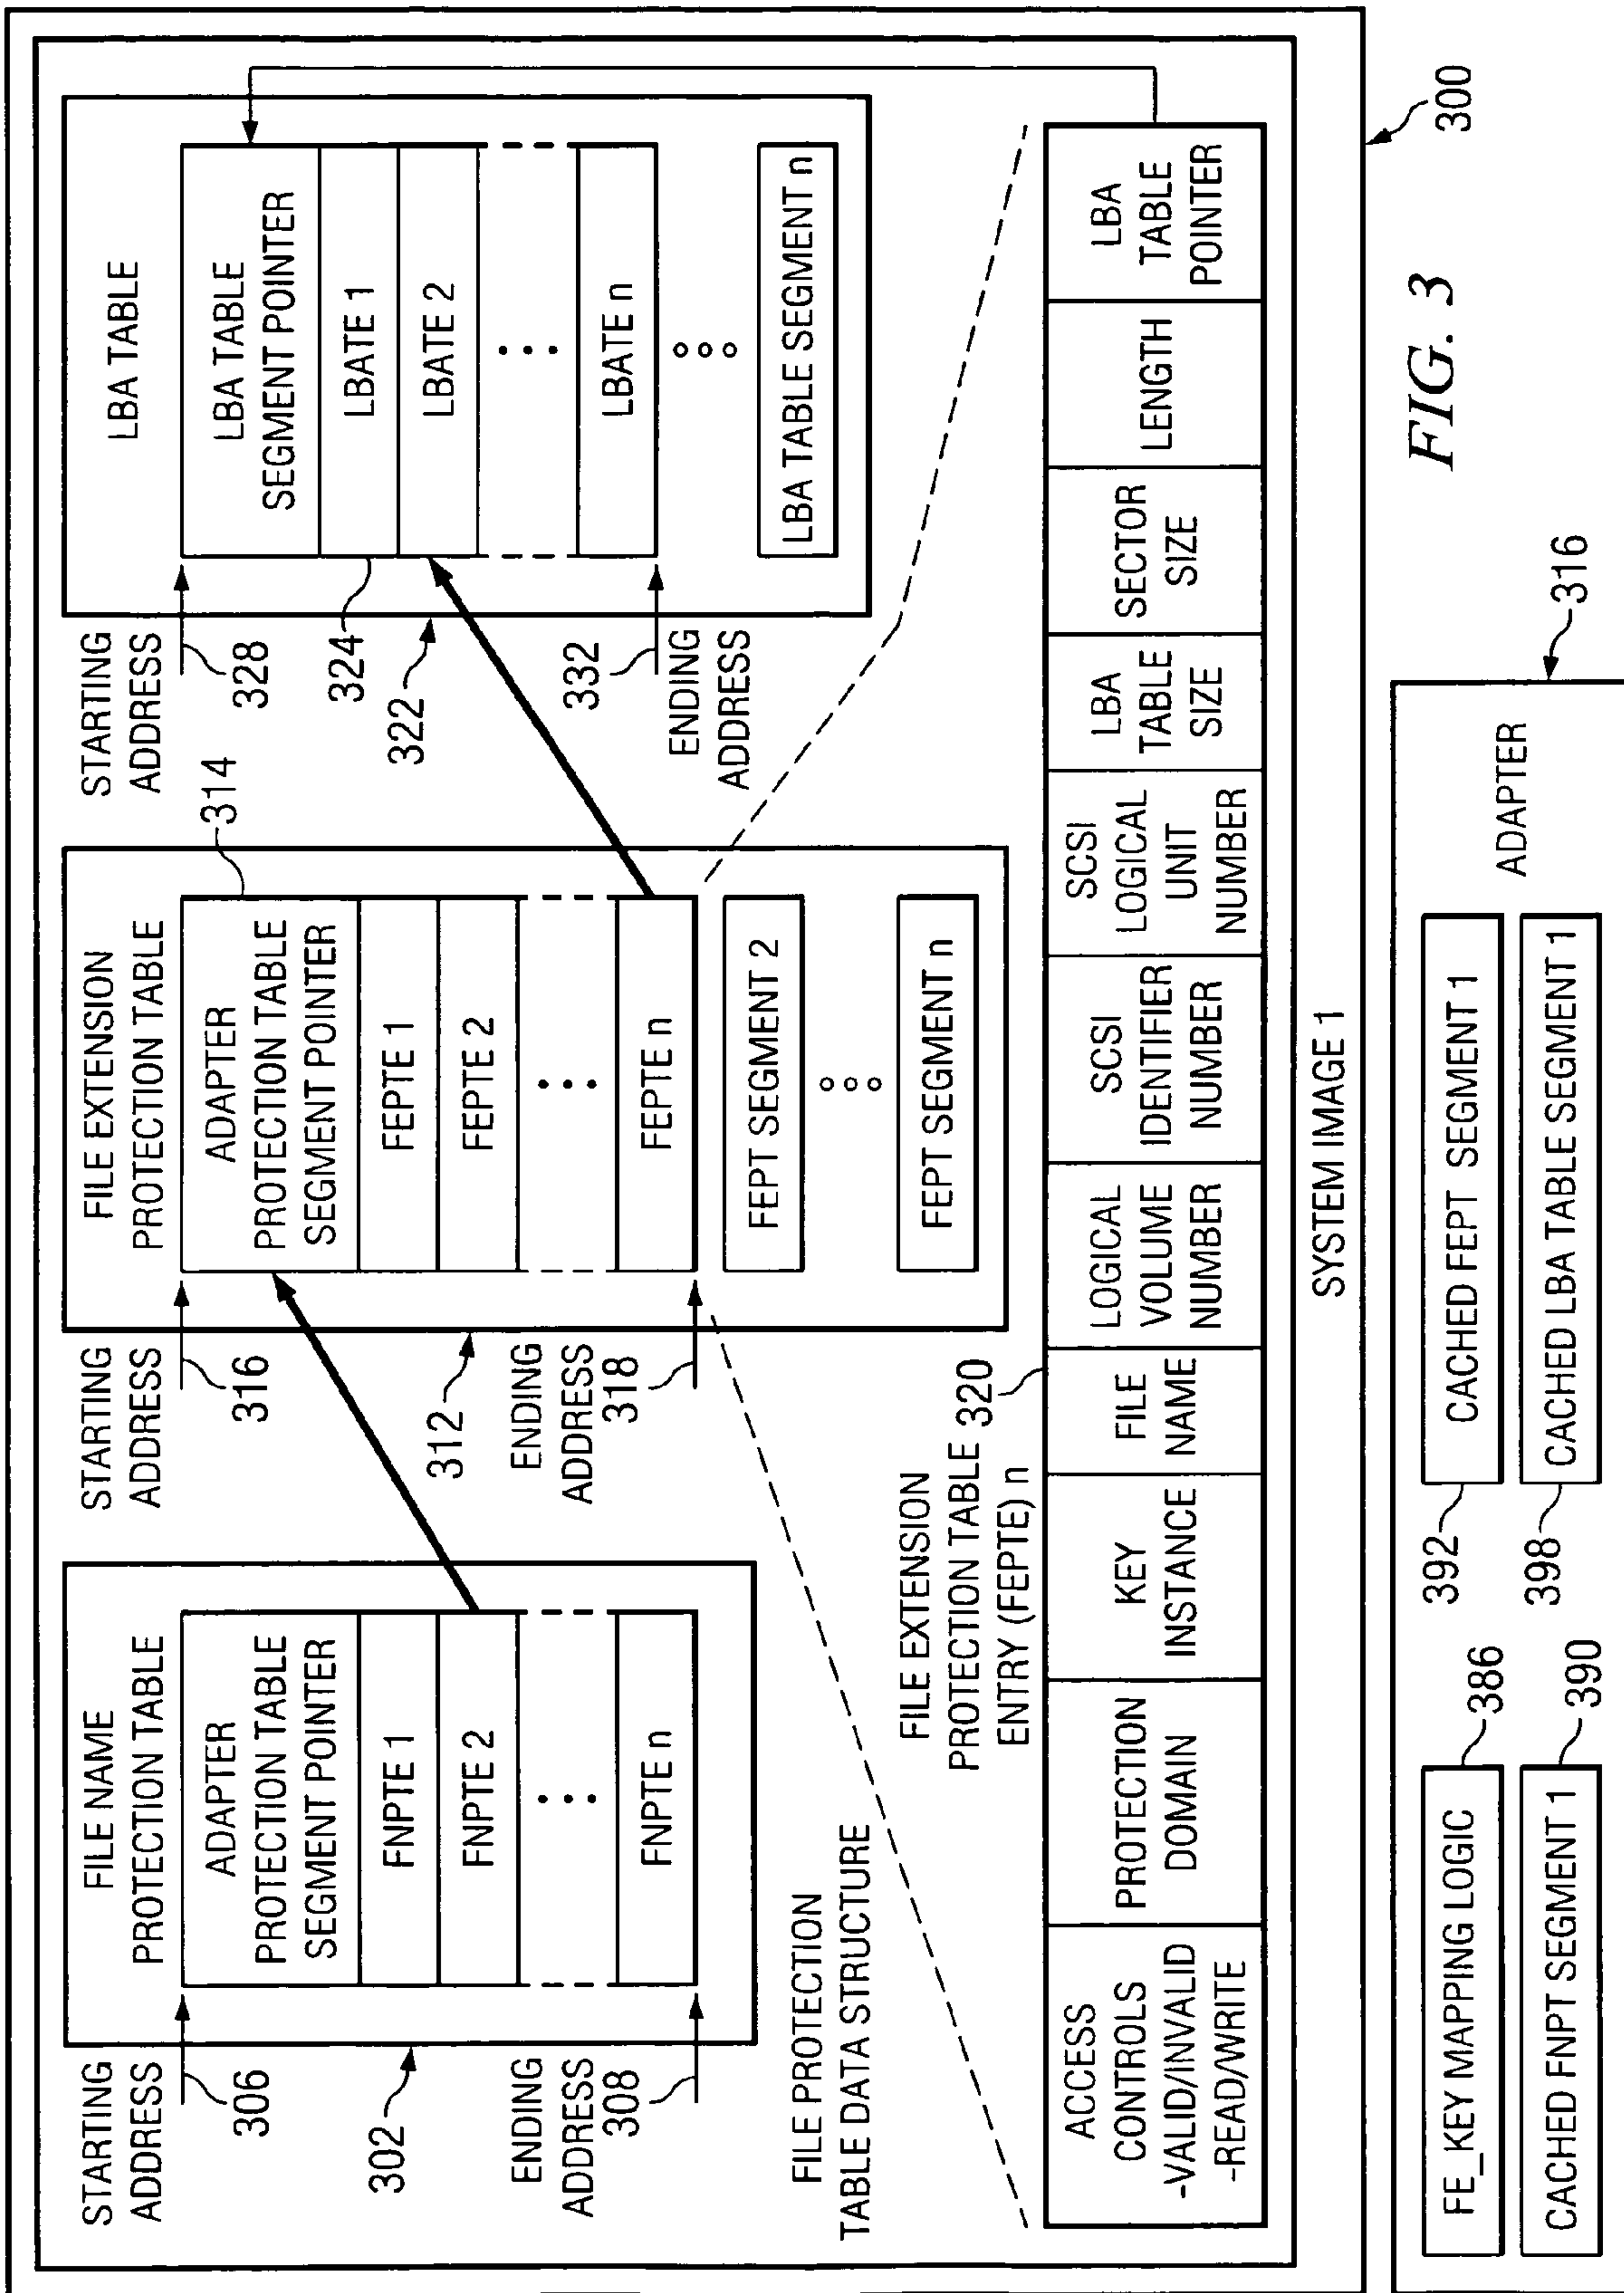 FILE NAME
PROTECTION TABLE
STARTING
ADDRESS
306
ADAPTER
PROTECTION TABLE
SEGMENT POINTER
FNPTE 1
FNPTE 2
FNPTE n
302
ENDING
ADDRESS
308
FILE PROTECTION
TABLE DATA STRUCTURE
FILE EXTENSION
PROTECTION TABLE
STARTING
ADDRESS
316
314
ADAPTER
PROTECTION TABLE
SEGMENT POINTER
FEPTE 1
FEPTE 2
FEPTE n
312
ENDING
ADDRESS
318
FEPT SEGMENT 2
FEPT SEGMENT n
LBA TABLE
STARTING
ADDRESS
328
LBA TABLE
SEGMENT POINTER
324
LBATE 1
322
LBATE 2
LBATE n
332
ENDING
ADDRESS
LBA TABLE SEGMENT n
FILE EXTENSION
PROTECTION TABLE
ENTRY (FEPTE) n
320
ACCESS
CONTROLS
-VALID/INVALID
-READ/WRITE
PROTECTION
DOMAIN
KEY
INSTANCE
FILE
NAME
LOGICAL
VOLUME
NUMBER
SCSI
IDENTIFIER
NUMBER
SCSI
LOGICAL
UNIT
NUMBER
LBA
TABLE
SIZE
SECTOR
SIZE
LENGTH
LBA
TABLE
POINTER
SYSTEM IMAGE 1
300
FE_KEY MAPPING LOGIC
386
CACHED FNPT SEGMENT 1
390
392
CACHED FEPT SEGMENT 1
398
CACHED LBA TABLE SEGMENT 1
ADAPTER
316
FIG. 3